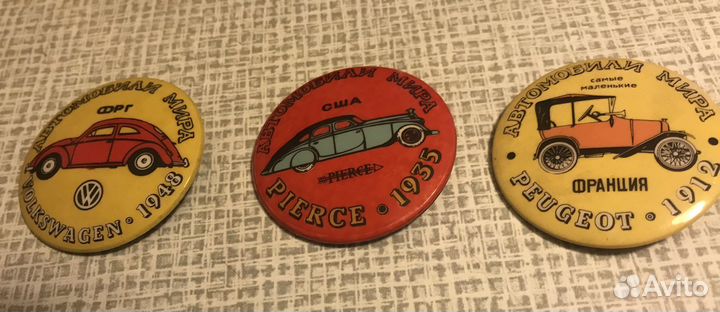 АВТОМОБИЛИ МИРА
ФРГ
VW
VOLKSWAGEN • 1948
АВТОМОБИЛИ МИРА
США
PIERCE
PIERCE • 1935
• АВТОМОБИЛИ МИРА •
самые
маленькие
ФРАНЦИЯ
PEUGEOT • 1912
Avito